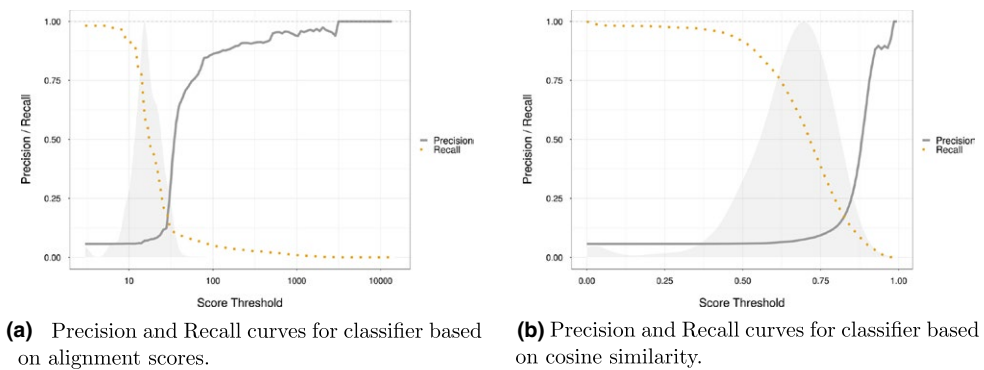 1.00
0.75
0.50
0.25
0.00
Precision / Recall
10
100
1000
10000
Score Threshold
Precision
Recall
(a) Precision and Recall curves for classifier based
on alignment scores.
1.00
0.75
0.50
0.25
0.00
Precision / Recall
0.00
0.25
0.50
0.75
1.00
Score Threshold
Precision
Recall
(b) Precision and Recall curves for classifier based
on cosine similarity.